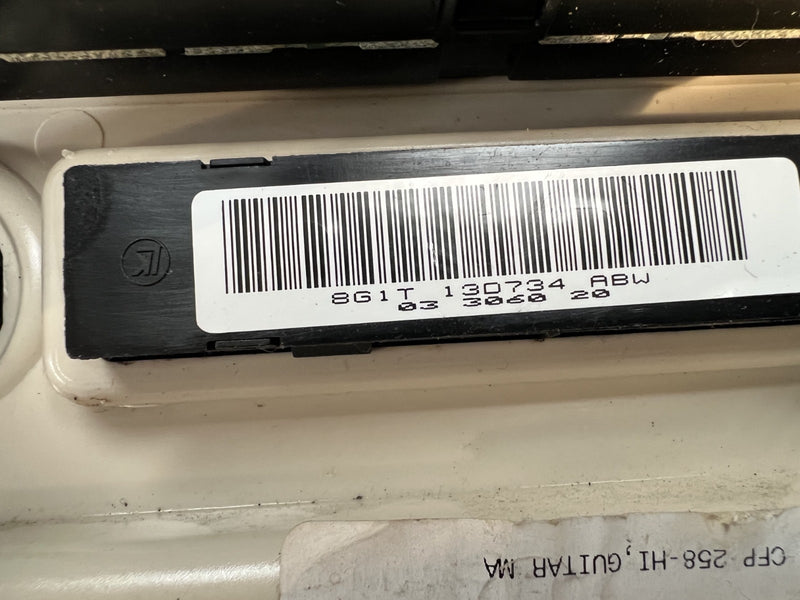 8G1T 13D734 ABW
03 3060 20
CFP 258-HI, GUITAR MA